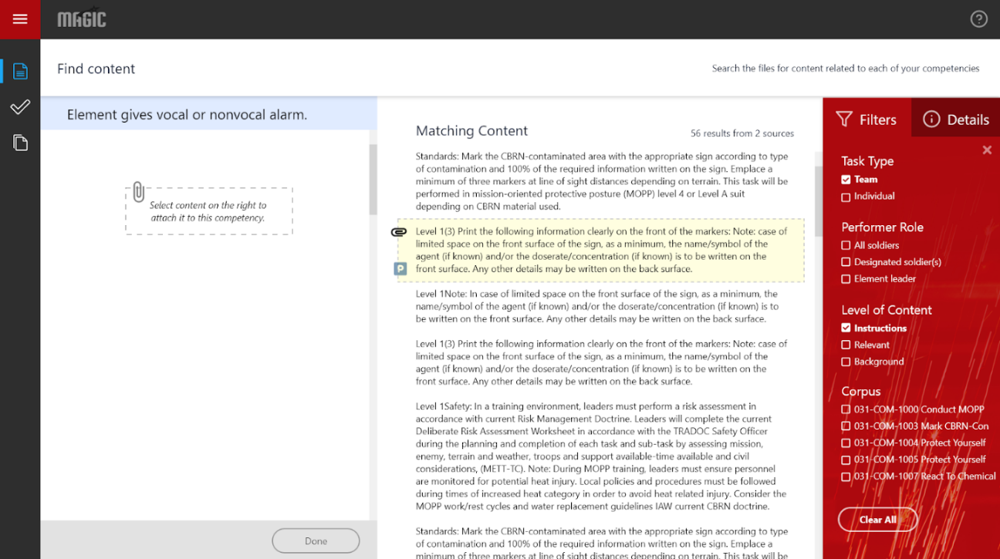 MAGIC
?
Find content
Search the files for content related to each of your competencies
Element gives vocal or nonvocal alarm.
Select content on the right to
attach it to this competency.
Done
Matching Content
56 results from 2 sources
Standards: Mark the CBRN-contaminated area with the appropriate sign according to type
of contamination and 100% of the required information written on the sign. Emplace a
minimum of three markers at line of sight distances depending on terrain. This task will be
performed in mission-oriented protective posture (MOPP) level 4 or Level A suit
depending on CBRN material used.
Level 1(3) Print the following information clearly on the front of the markers: Note: case of
limited space on the front surface of the sign, as a minimum, the name/symbol of the
agent (if known) and/or the doserate/concentration (if known) is to be written on the
front surface. Any other details may be written on the back surface.
P
Level 1Note: In case of limited space on the front surface of the sign, as a minimum, the
name/symbol of the agent (if known) and/or the doserate/concentration (if known) is to
be written on the front surface. Any other details may be written on the back surface.
Level 1(3) Print the following information clearly on the front of the markers: Note: case of
limited space on the front surface of the sign, as a minimum, the name/symbol of the
agent (if known) and/or the doserate/concentration (if known) is to be written on the
front surface. Any other details may be written on the back surface.
Level 1Safety: In a training environment, leaders must perform a risk assessment in
accordance with current Risk Management Doctrine. Leaders will complete the current
Deliberate Risk Assessment Worksheet in accordance with the TRADOC Safety Officer
during the planning and completion of each task and sub-task by assessing mission,
enemy, terrain and weather, troops and support available-time available and civil
considerations, (METT-TC). Note: During MOPP training, leaders must ensure personnel
are monitored for potential heat injury. Local policies and procedures must be followed
during times of increased heat category in order to avoid heat related injury. Consider the
MOPP work/rest cycles and water replacement guidelines IAW current CBRN doctrine.
Standards: Mark the CBRN-contaminated area with the appropriate sign according to type
of contamination and 100% of the required information written on the sign. Emplace a
minimum of three markers at line of sight distances depending on terrain. This task will be
Filters
Details
Task Type
Team
Individual
Performer Role
All soldiers
Designated soldier(s)
Element leader
Level of Content
Instructions
Relevant
Background
Corpus
031-COM-1000 Conduct MOPP
031-COM-1003 Mark CBRN-Con
031-COM-1004 Protect Yourself
031-COM-1005 Protect Yourself
031-COM-1007 React To Chemical
Clear All